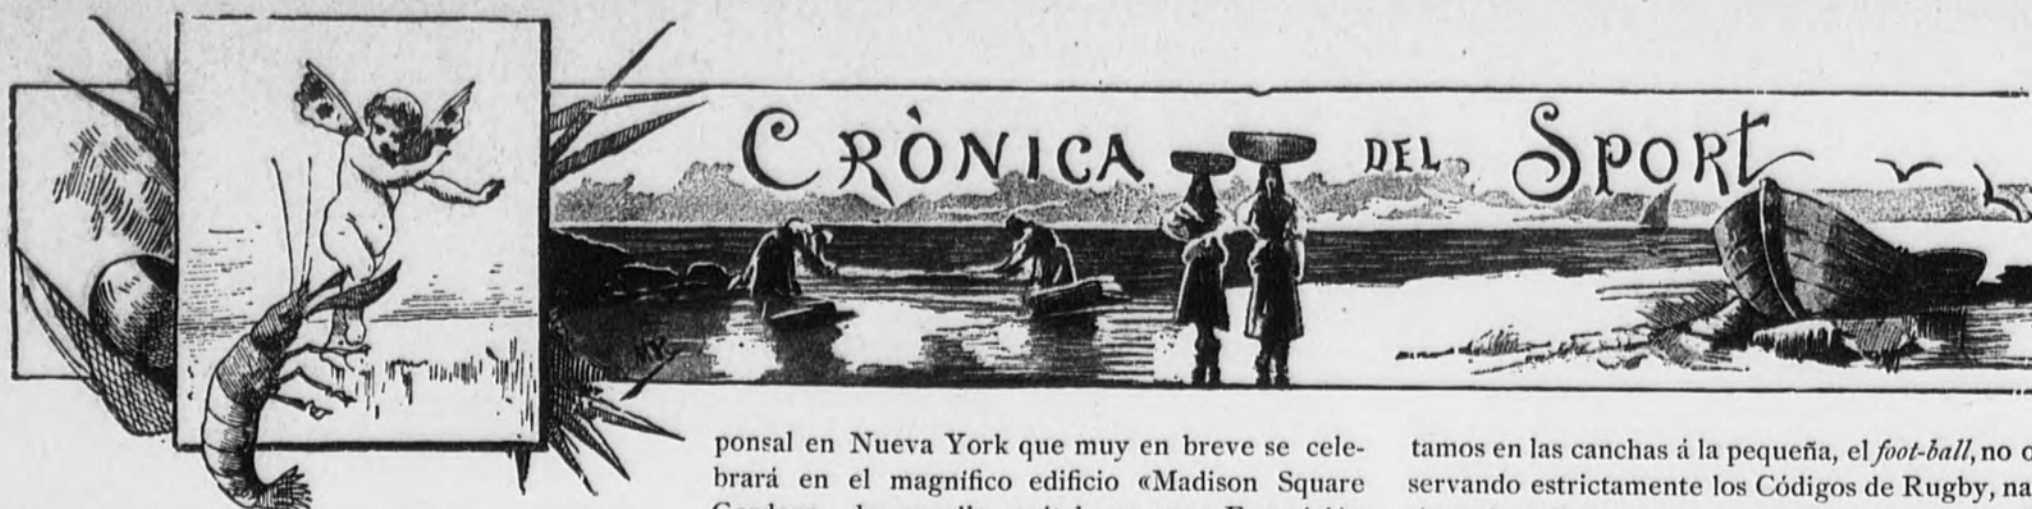 CRÒNICA DEL SPORT
ponsal en Nueva York que muy en breve se cele-
brará en el magnífico edificio «Madison Square
tamos en las canchas á la pequeña, el foot-ball, no o
servando estrictamente los Códigos de Rugby, na